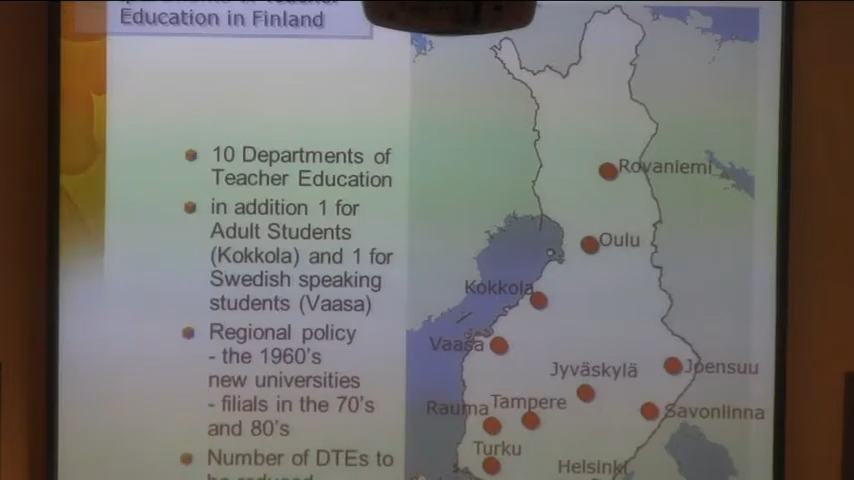 Education in Finland
10 Departments of
Teacher Education
in addition 1 for
Adult Students
(Kokkola) and 1 for
Swedish speaking
students (Vaasa)
Regional policy
- the 1960's
new universities
- filials in the 70's
and 80's
Number of DTEs to
Rovaniemi
Oulu
Kokkola
Vaasa
Jyväskylä
Joensuu
Rauma
Tampere
Savonlinna
Turku
Helsinki